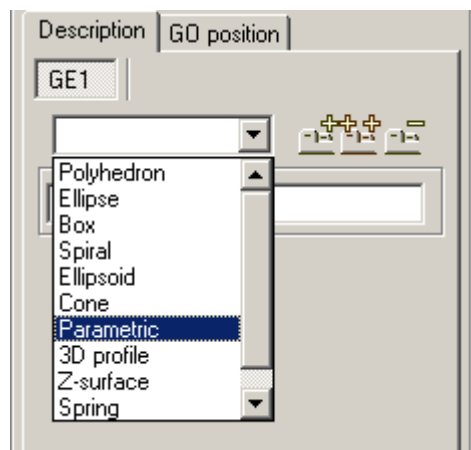 Description GO position
GE1
Polyhedron
Ellipse
Box
Spiral
Ellipsoid
Cone
Parametric
3D profile
Z-surface
Spring